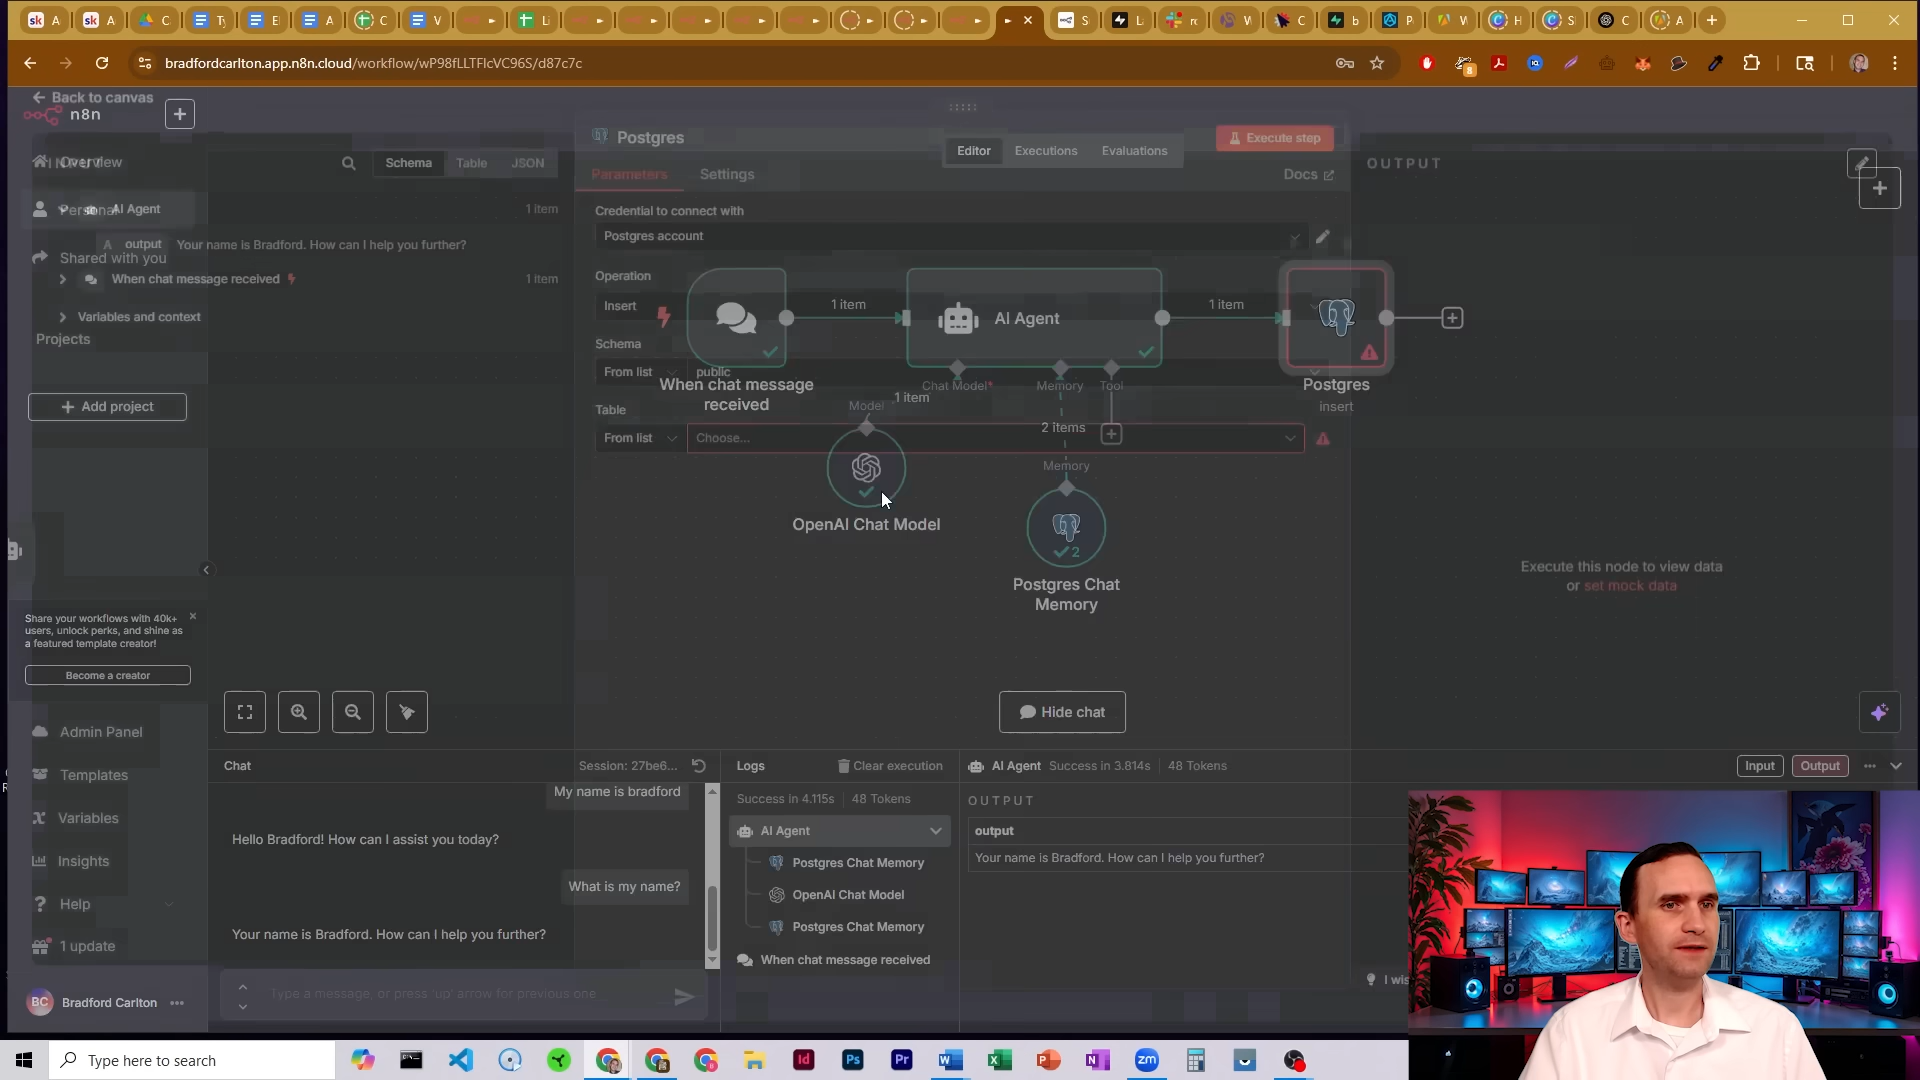 bradfordcarlton.app.n8n.cloud/workflow/wP98fLLTFlcVC96S/d87c7c
Back to canvas
n8n
Overview
Personal
Shared with you
Projects
Add project
Share your workflows with 40k+
users, unlock perks, and shine as
a featured template creator!
Become a creator
Admin Panel
Templates
Variables
Insights
Help
1 update
BC Bradford Carlton
Schema Table JSON
AI Agent 1 item
A output Your name is Bradford. How can I help you further?
When chat message received 1 item
Variables and context
Postgres
Execute step
Editor Executions Evaluations
Parameters Settings Docs
Credential to connect with
Postgres account
Operation
Insert
Schema
From list public
Table
From list Choose...
OUTPUT
Execute this node to view data
or set mock data
When chat message
received
1 item
AI Agent
1 item
Postgres
insert
Chat Model*
Memory
Tool
1 item
Model
OpenAI Chat Model
2 items
Memory
2
Postgres Chat
Memory
Hide chat
Chat Session: 27be6...
My name is bradford
Hello Bradford! How can I assist you today?
What is my name?
Your name is Bradford. How can I help you further?
Type a message, or press 'up' arrow for previous one
Logs Clear execution
Success in 4.115s 48 Tokens
AI Agent
Postgres Chat Memory
OpenAI Chat Model
Postgres Chat Memory
When chat message received
AI Agent Success in 3.814s 48 Tokens
Input Output
OUTPUT
output
Your name is Bradford. How can I help you further?
I wis
Type here to search